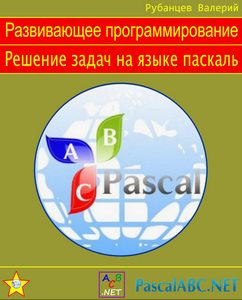 Рубанцев Валерий
Развивающее программирование
Решение задач на языке паскаль
A B C
Pascal
A B C
.NET
PascalABC.NET